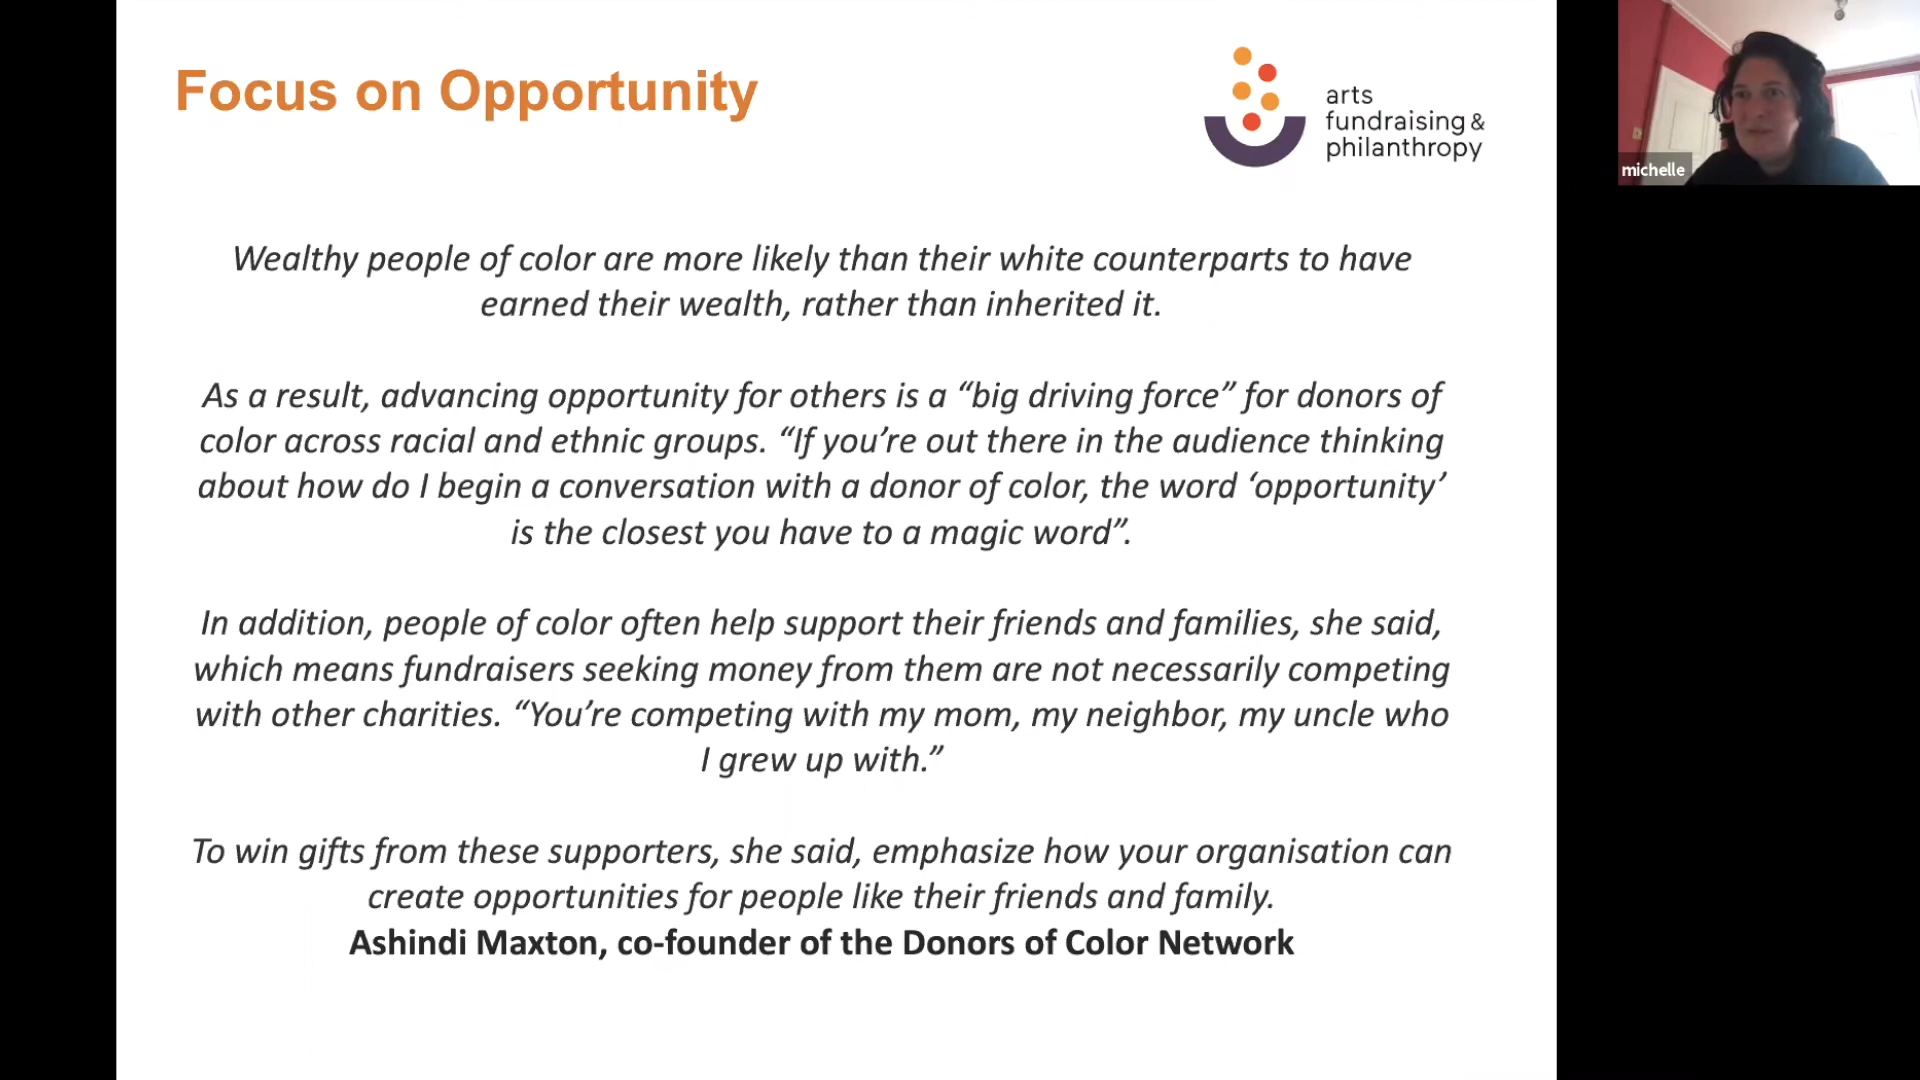 Focus on Opportunity
arts
fundraising &
philanthropy
michelle
Wealthy people of color are more likely than their white counterparts to have
earned their wealth, rather than inherited it.
As a result, advancing opportunity for others is a “big driving force” for donors of
color across racial and ethnic groups. “If you’re out there in the audience thinking
about how do I begin a conversation with a donor of color, the word ‘opportunity’
is the closest you have to a magic word”.
In addition, people of color often help support their friends and families, she said,
which means fundraisers seeking money from them are not necessarily competing
with other charities. “You’re competing with my mom, my neighbor, my uncle who
I grew up with.”
To win gifts from these supporters, she said, emphasize how your organisation can
create opportunities for people like their friends and family.
Ashindi Maxton, co-founder of the Donors of Color Network